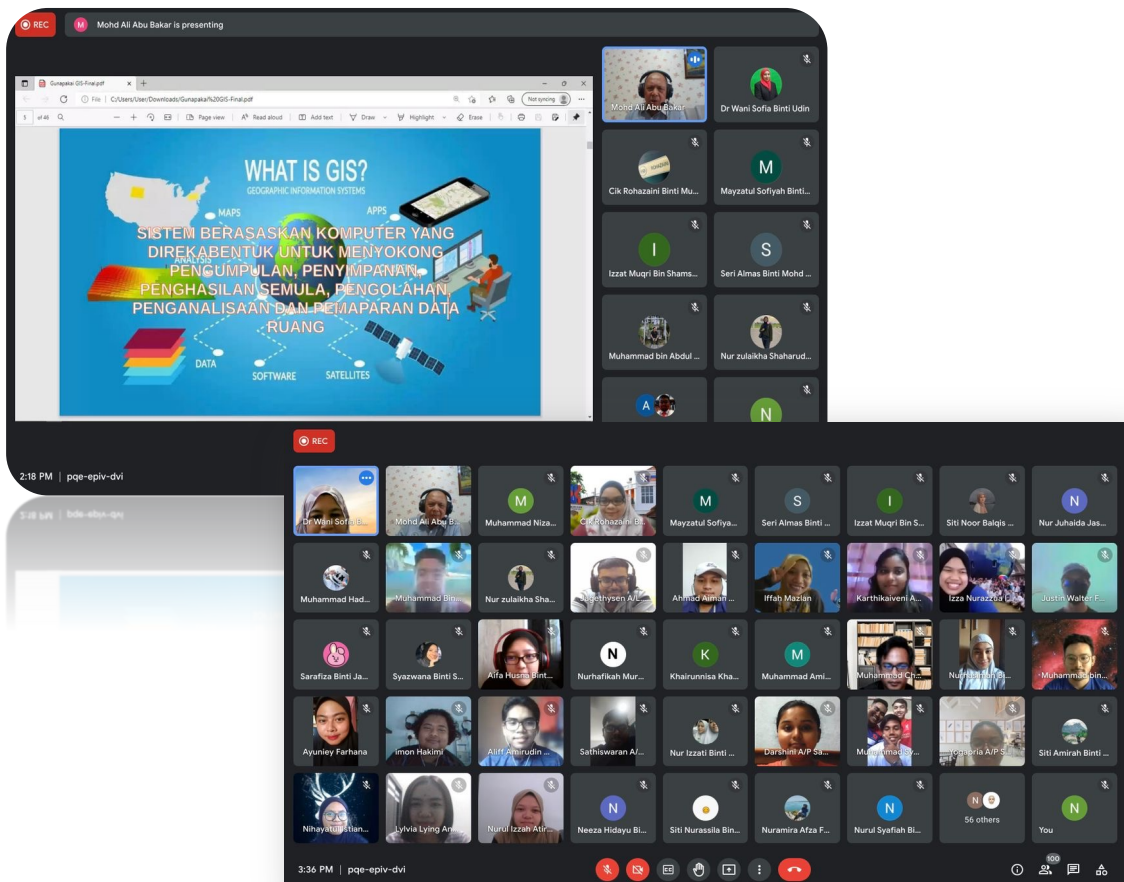 REC
M Mohd Ali Abu Bakar is presenting
Gunapakai GIS-Final.pdf
File | C:/Users/User/Downloads/Gunapakai%20GIS-Final.pdf
Not syncing
5 of 46
Page view | Read aloud | Add text | Draw | Highlight | Erase
WHAT IS GIS?
GEOGRAPHIC INFORMATION SYSTEMS
MAPS
APPS
ANALYSIS
SISTEM BERASASKAN KOMPUTER YANG
DIREKABENTUK UNTUK MENYOKONG
PENGUMPULAN, PENYIMPANAN,
PENGHASILAN SEMULA, PENGOLAHAN,
PENGANALISAAN DAN PEMAPARAN DATA
RUANG
DATA
SOFTWARE
SATELLITES
Mohd Ali Abu Bakar
Dr Wani Sofia Binti Udin
Cik Rohazaini Binti Mu...
M
Mayzatul Sofiyah Binti...
I
Izzat Muqri Bin Shams...
S
Seri Almas Binti Mohd ...
Muhammad bin Abdul ...
Nur zulaikha Shaharud...
A
N
2:18 PM | pqe-epiv-dvi
REC
Dr Wani Sofia B...
Mohd Ali Abu B...
M
Muhammad Niza...
Cik Rohazaini B...
M
Mayzatul Sofiya...
S
Seri Almas Binti ...
I
Izzat Muqri Bin S...
Siti Noor Balqis ...
N
Nur Juhaida Jas...
Muhammad Had...
Muhammad Bin...
Nur zulaikha Sha...
Jagethysen A/L...
Ahmad Aiman ...
Iffah Mazlan
Karthikaiveni A...
Izza Nurazzua I...
Justin Walter F...
Sarafiza Binti Ja...
Syazwana Binti S...
Aifa Husna Bint...
N
Nurhafikah Mur...
K
Khairunnisa Kha...
M
Muhammad Ami...
Muhammad Ch...
Bi...
Muhammad bin...
Ayuniey Farhana
imon Hakimi
Aliff Amirudin ...
Sathiswaran A/...
Nur Izzati Binti ...
Darshini A/P Sa...
Muhammad Sy...
Yogapria A/P S...
Siti Amirah Binti ...
Nihayatul Istian...
Lylvia Lying An...
Nurul Izzah Atir...
N
Neeza Hidayu Bi...
Siti Nurassila Bin...
Nuramira Afza F...
N
Nurul Syafiah Bi...
N
56 others
N
You
3:36 PM | pqe-epiv-dvi
100